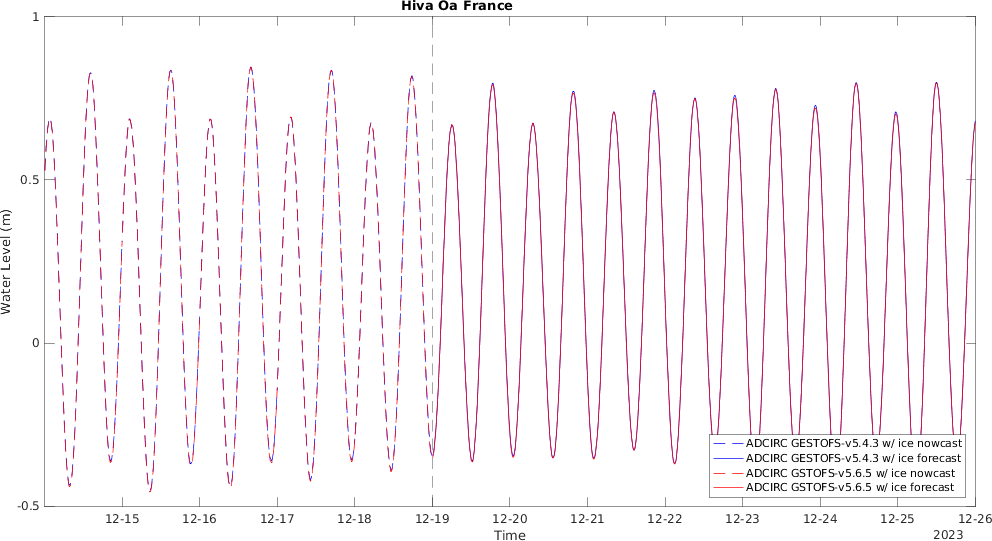 Hiva Oa France
1
0.5
0
-0.5
Water Level (m)
ADCIRC GESTOFS-v5.4.3 w/ ice nowcast
ADCIRC GESTOFS-v5.4.3 w/ ice forecast
ADCIRC GSTOFS-v5.6.5 w/ ice nowcast
ADCIRC GSTOFS-v5.6.5 w/ ice forecast
12-15 12-16 12-17 12-18 12-19 12-20 12-21 12-22 12-23 12-24 12-25 12-26
Time
2023